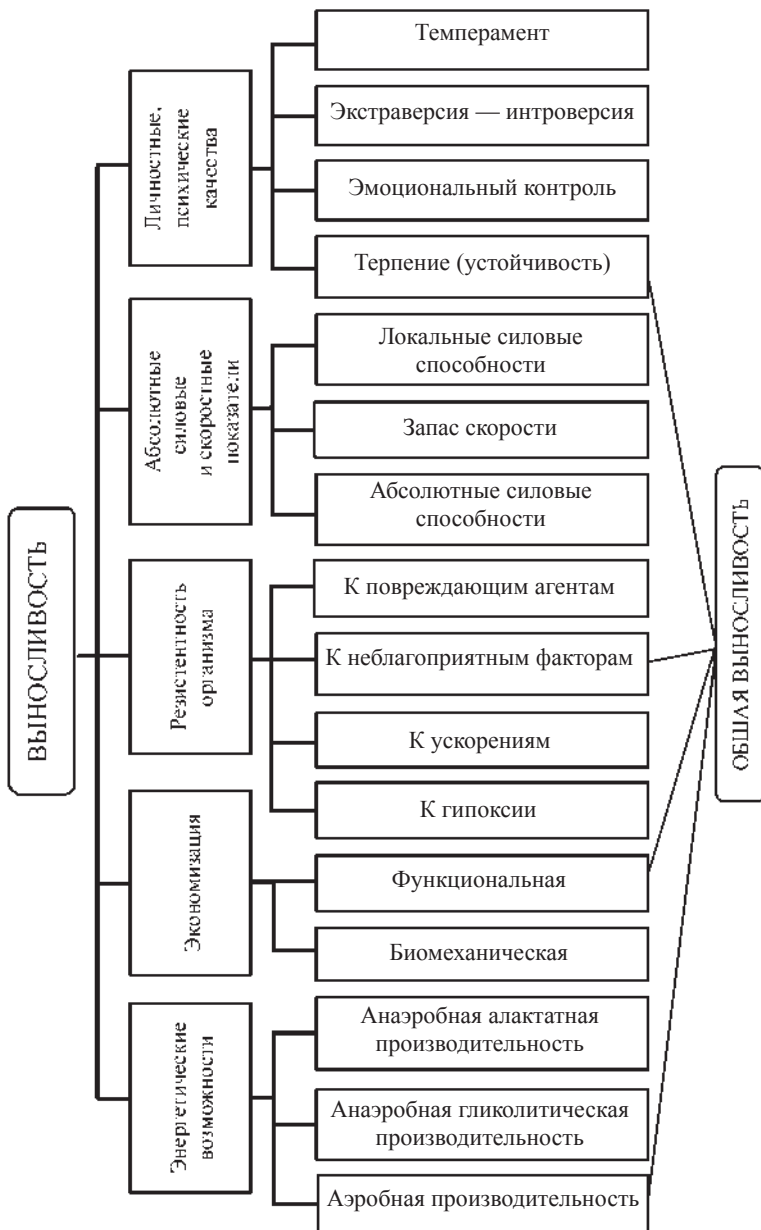 ВЫНОСЛИВОСТЬ
Личностные,
психические
качества
Темперамент
Экстраверсия — интроверсия
Эмоциональный контроль
Терпение (устойчивость)
Абсолютные
силовые
и скоростные
показатели
Локальные силовые
способности
Запас скорости
Абсолютные силовые
способности
Резистентность
организма
К повреждающим агентам
К неблагоприятным факторам
К ускорениям
К гипоксии
Экономизация
Функциональная
Биомеханическая
Энергетические
возможности
Анаэробная алактатная
производительность
Анаэробная гликолитическая
производительность
Аэробная производительность
ОБЩАЯ ВЫНОСЛИВОСТЬ